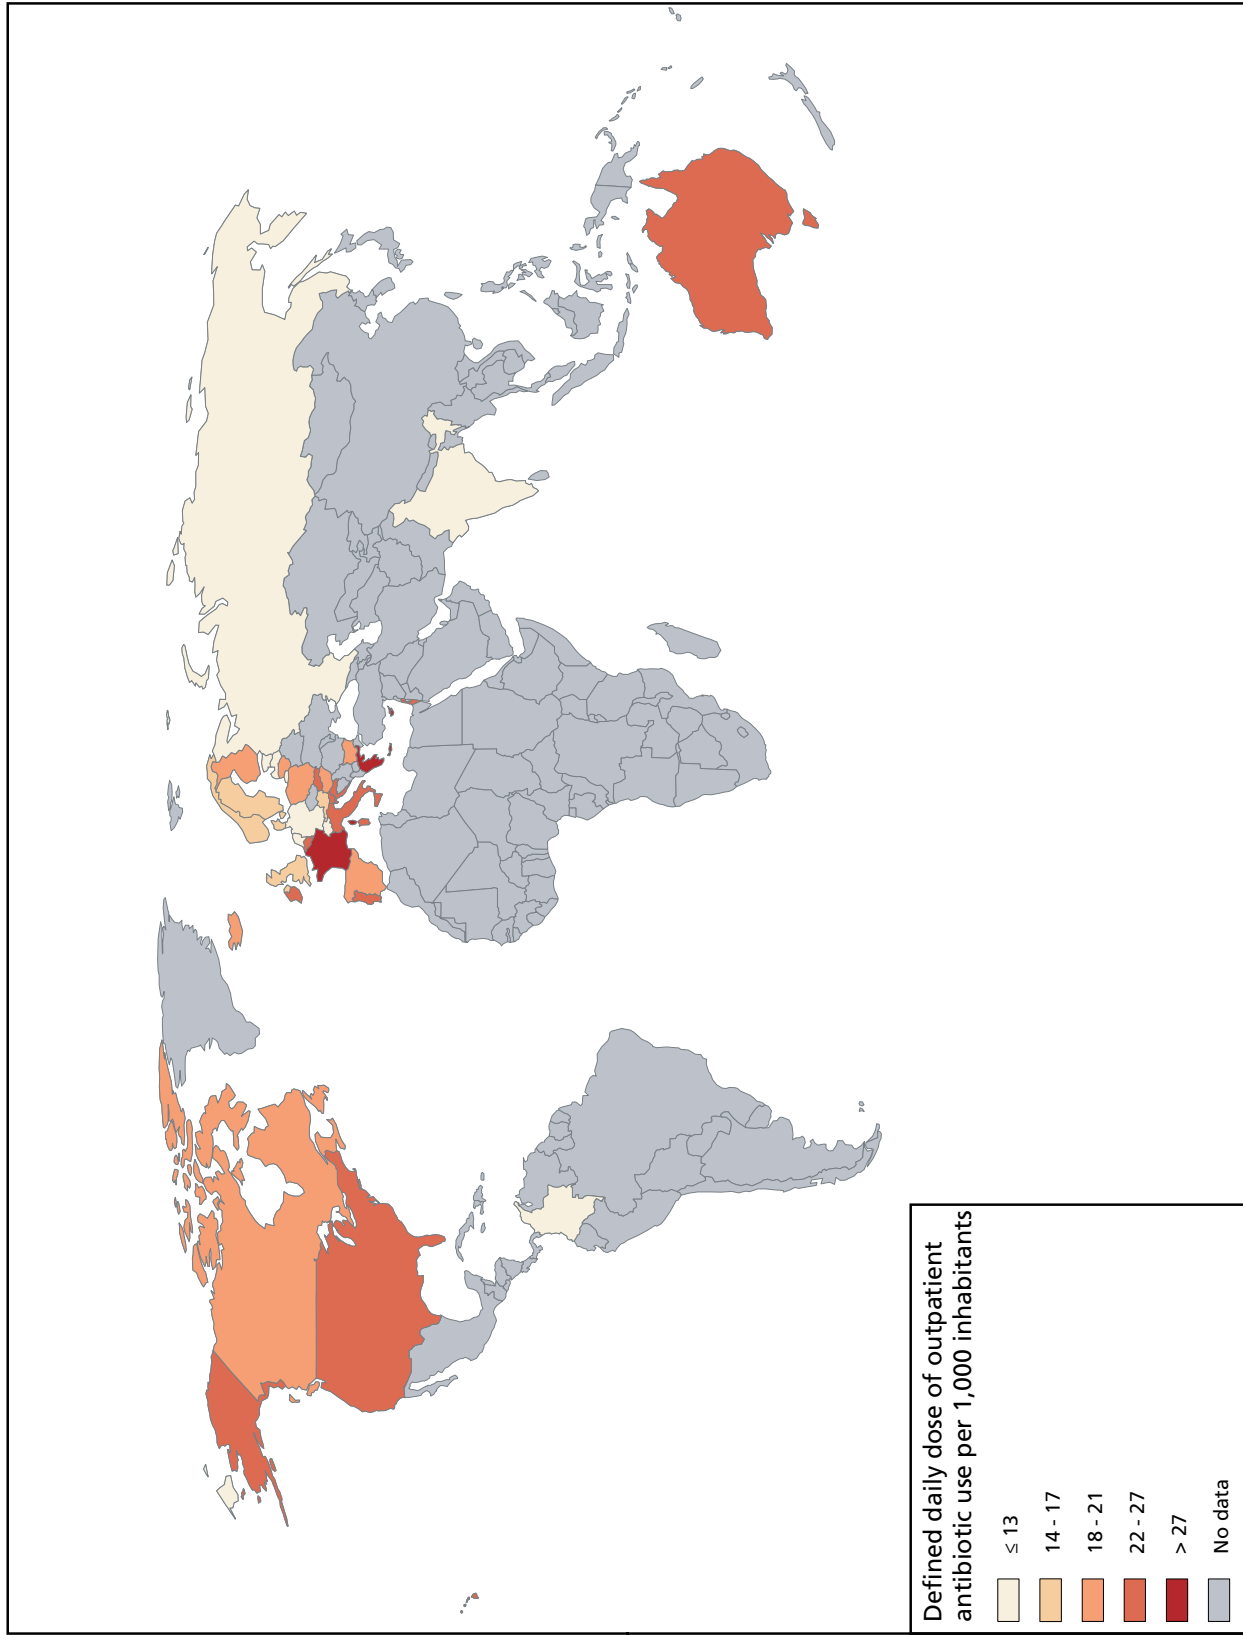 Defined daily dose of outpatient
antibiotic use per 1,000 inhabitants
≤ 13
14 - 17
18 - 21
22 - 27
> 27
No data